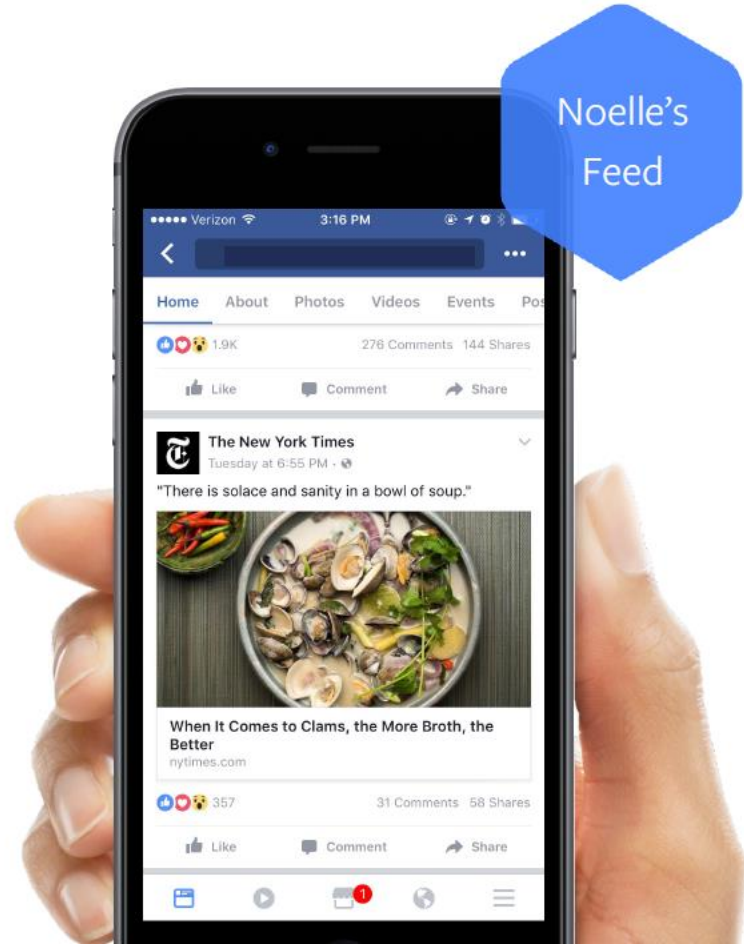 Noelle's
Feed
Verizon 3:16 PM
Home About Photos Videos Events Pos
1.9K 276 Comments 144 Shares
Like Comment Share
The New York Times
Tuesday at 6:55 PM ·
"There is solace and sanity in a bowl of soup."
When It Comes to Clams, the More Broth, the
Better
nytimes.com
357 31 Comments 58 Shares
Like Comment Share
1